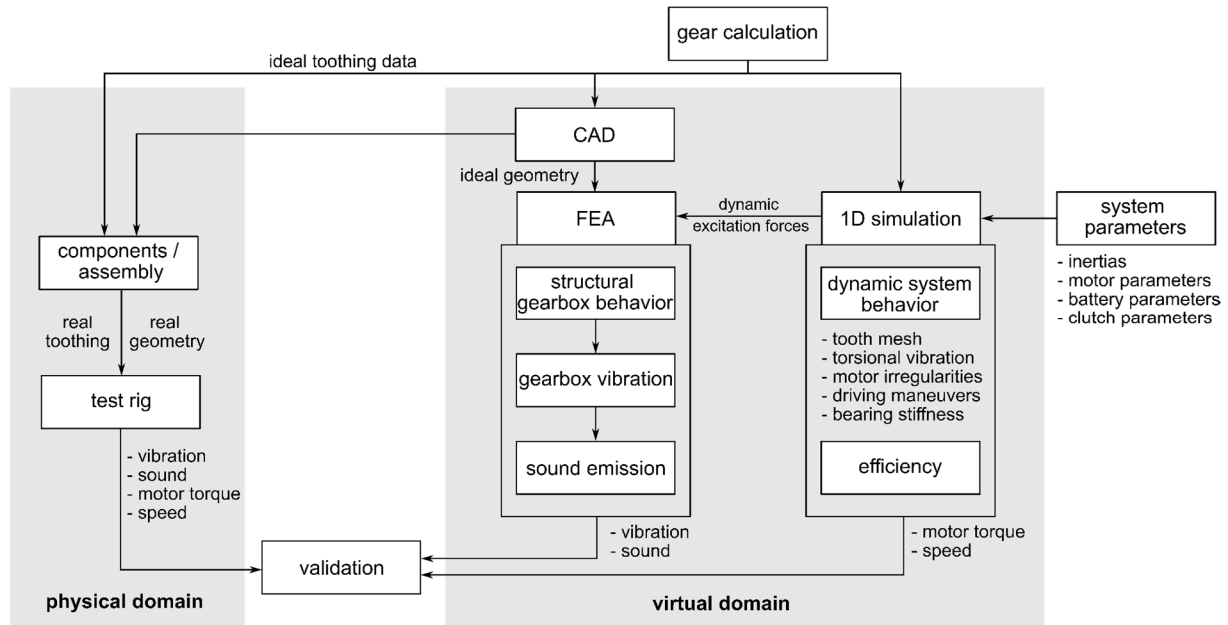 gear calculation
ideal toothing data
CAD
ideal geometry
FEA
dynamic
excitation forces
1D simulation
system
parameters
- inertias
- motor parameters
- battery parameters
- clutch parameters
components /
assembly
real
toothing
real
geometry
test rig
- vibration
- sound
- motor torque
- speed
structural
gearbox behavior
gearbox vibration
sound emission
- vibration
- sound
dynamic system
behavior
- tooth mesh
- torsional vibration
- motor irregularities
- driving maneuvers
- bearing stiffness
efficiency
- motor torque
- speed
validation
physical domain
virtual domain